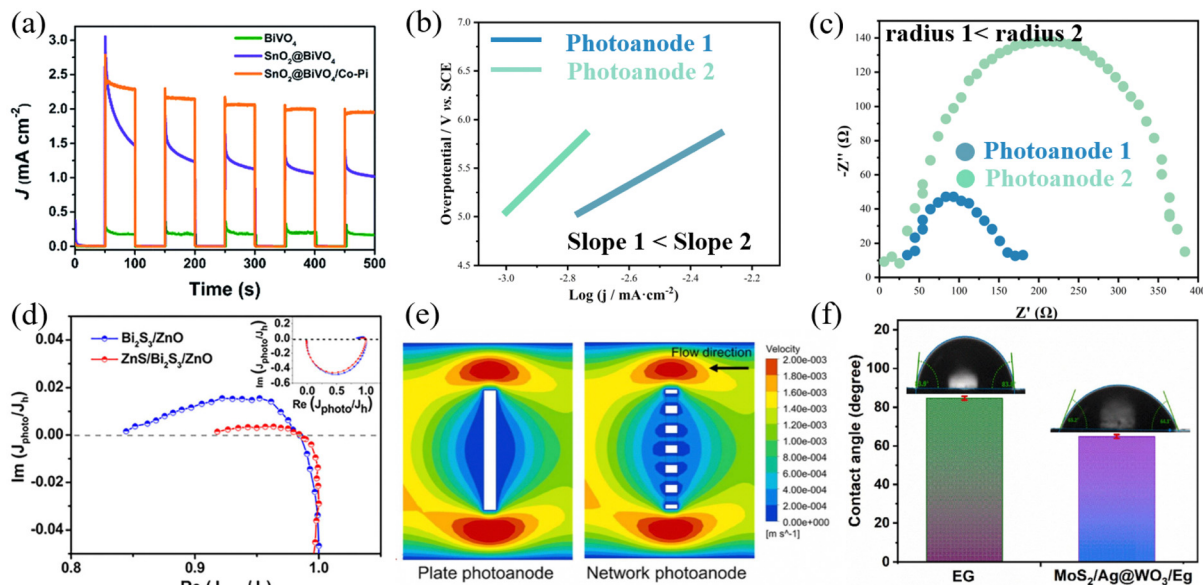 (a)
3.0
2.5
2.0
1.5
1.0
0.5
0.0
J (mA cm⁻²)
BiVO₄
SnO₂@BiVO₄
SnO₂@BiVO₄/Co-Pi
0 100 200 300 400 500
Time (s)
(b)
7.0
6.5
6.0
5.5
5.0
4.5
Overpotential / V vs. SCE
Photoanode 1
Photoanode 2
Slope 1 < Slope 2
-3.0 -2.8 -2.6 -2.4 -2.2
Log (j / mA·cm⁻²)
(c)
radius 1< radius 2
140
120
100
80
60
40
20
0
-Z'' (Ω)
Photoanode 1
Photoanode 2
0 50 100 150 200 250 300 350 400
Z' (Ω)
(d)
0.04
0.02
0.00
-0.02
-0.04
Im (Jphoto/Jh)
Bi₂S₃/ZnO
ZnS/Bi₂S₃/ZnO
0.2
0.0
-0.2
-0.4
-0.6
Im (Jphoto/Jh)
0.0 0.5 1.0
Re (Jphoto/Jh)
0.8 0.9 1.0
(e)
Flow direction
Velocity
2.00e-003
1.80e-003
1.60e-003
1.40e-003
1.20e-003
1.00e-003
8.00e-004
6.00e-004
4.00e-004
2.00e-004
0.00e+000
[m s^-1]
Plate photoanode
Network photoanode
(f)
20
100
80
60
40
20
0
Contact angle (degree)
EG
MoS₂/Ag@WO₃/Eg